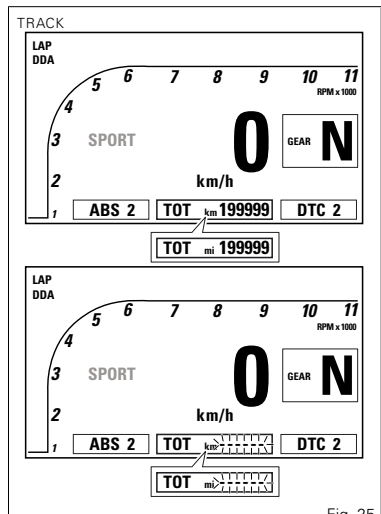 TRACK
LAP
DDA
5 6 7 8 9 10 11
RPM x 1000
4
3 SPORT 0 GEAR N
2 km/h
1 ABS 2 TOT km 199999 DTC 2
TOT mi 199999
LAP
DDA
5 6 7 8 9 10 11
RPM x 1000
4
3 SPORT 0 GEAR N
2 km/h
1 ABS 2 TOT km DTC 2
TOT mi
Fig. 25